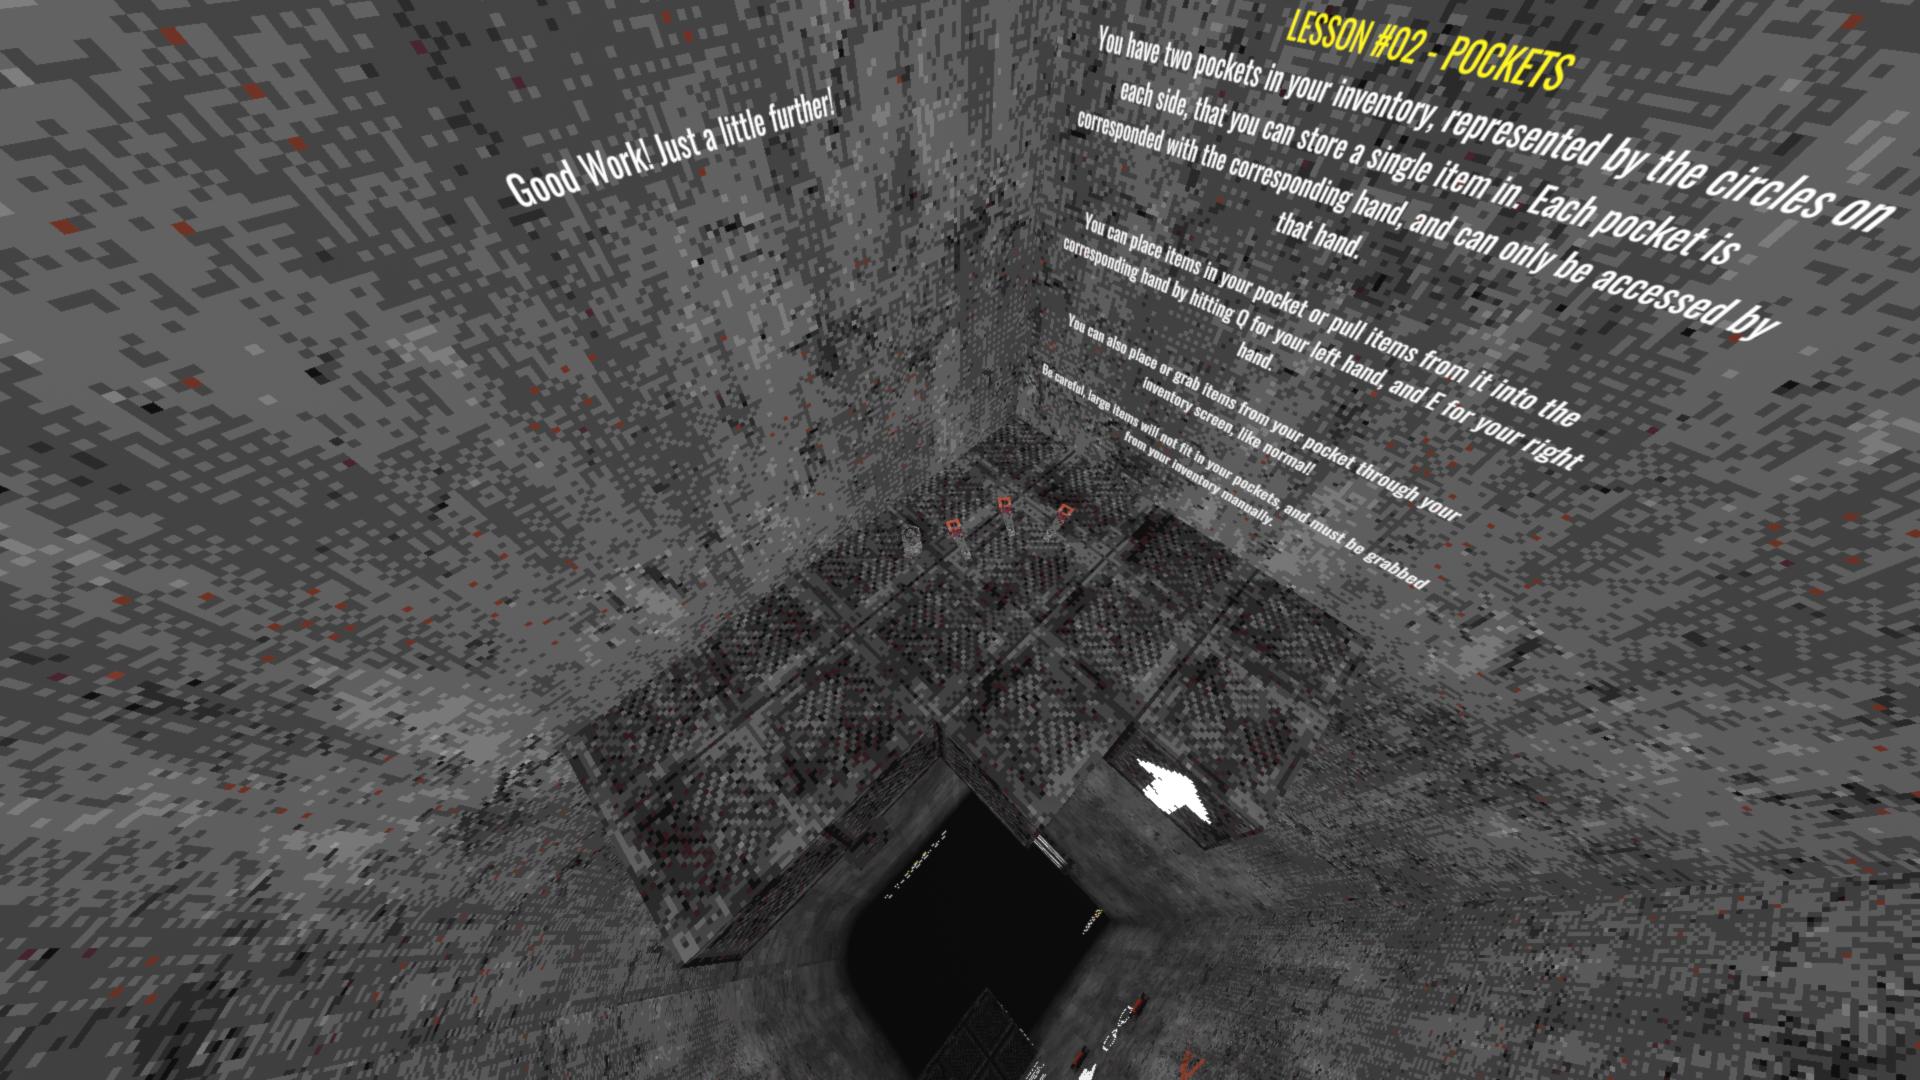 Good Work! Just a little further!
LESSON #02 - POCKETS
You have two pockets in your inventory, represented by the circles on
each side, that you can store a single item in. Each pocket is
corresponded with the corresponding hand, and can only be accessed by
that hand.
You can place items in your pocket or pull items from it into the
corresponding hand by hitting Q for your left hand, and E for your right
hand.
You can also place or grab items from your pocket through your
inventory screen, like normal!
Be careful, large items will not fit in your pockets, and must be grabbed
from your inventory manually.